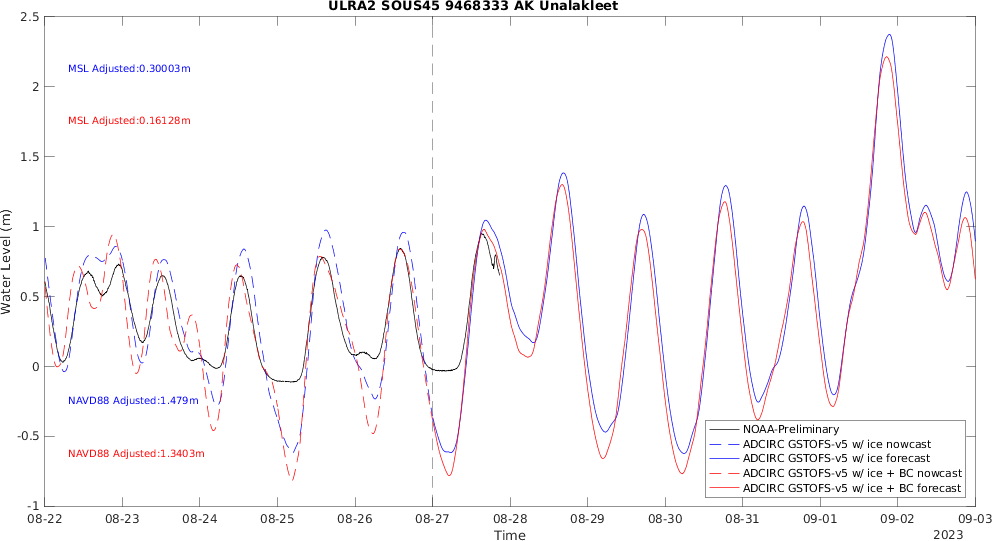 ULRA2 SOUS45 9468333 AK Unalakleet
2.5
2
1.5
1
0.5
0
-0.5
-1
Water Level (m)
MSL Adjusted:0.30003m
MSL Adjusted:0.16128m
NAVD88 Adjusted:1.479m
NAVD88 Adjusted:1.3403m
NOAA-Preliminary
ADCIRC GSTOFS-v5 w/ ice nowcast
ADCIRC GSTOFS-v5 w/ ice forecast
ADCIRC GSTOFS-v5 w/ ice + BC nowcast
ADCIRC GSTOFS-v5 w/ ice + BC forecast
08-22 08-23 08-24 08-25 08-26 08-27 08-28 08-29 08-30 08-31 09-01 09-02 09-03
Time
2023